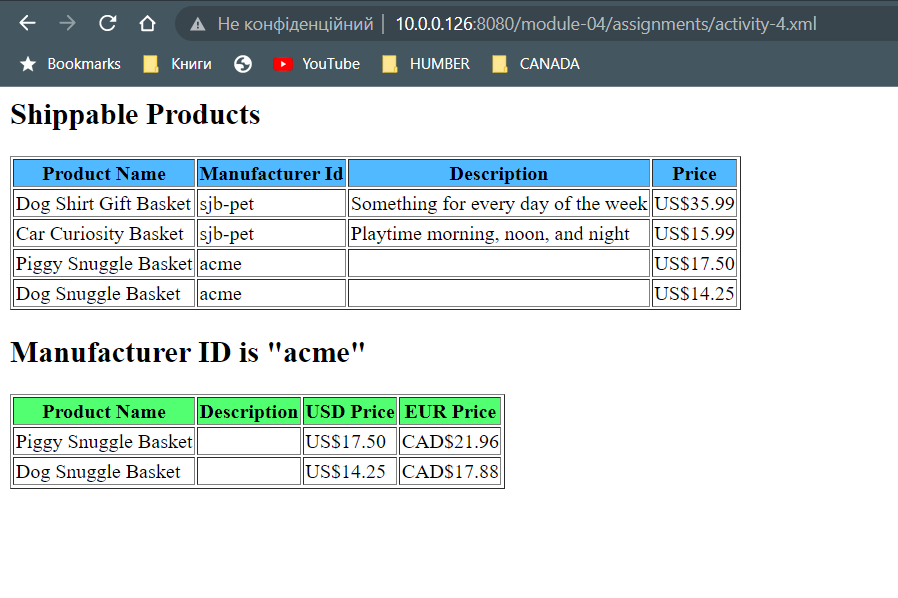 Не конфіденційний | 10.0.0.126:8080/module-04/assignments/activity-4.xml
Bookmarks Книги YouTube HUMBER CANADA
Shippable Products
Product Name Manufacturer Id Description Price
Dog Shirt Gift Basket sjb-pet Something for every day of the week US$35.99
Car Curiosity Basket sjb-pet Playtime morning, noon, and night US$15.99
Piggy Snuggle Basket acme US$17.50
Dog Snuggle Basket acme US$14.25
Manufacturer ID is "acme"
Product Name Description USD Price EUR Price
Piggy Snuggle Basket US$17.50 CAD$21.96
Dog Snuggle Basket US$14.25 CAD$17.88